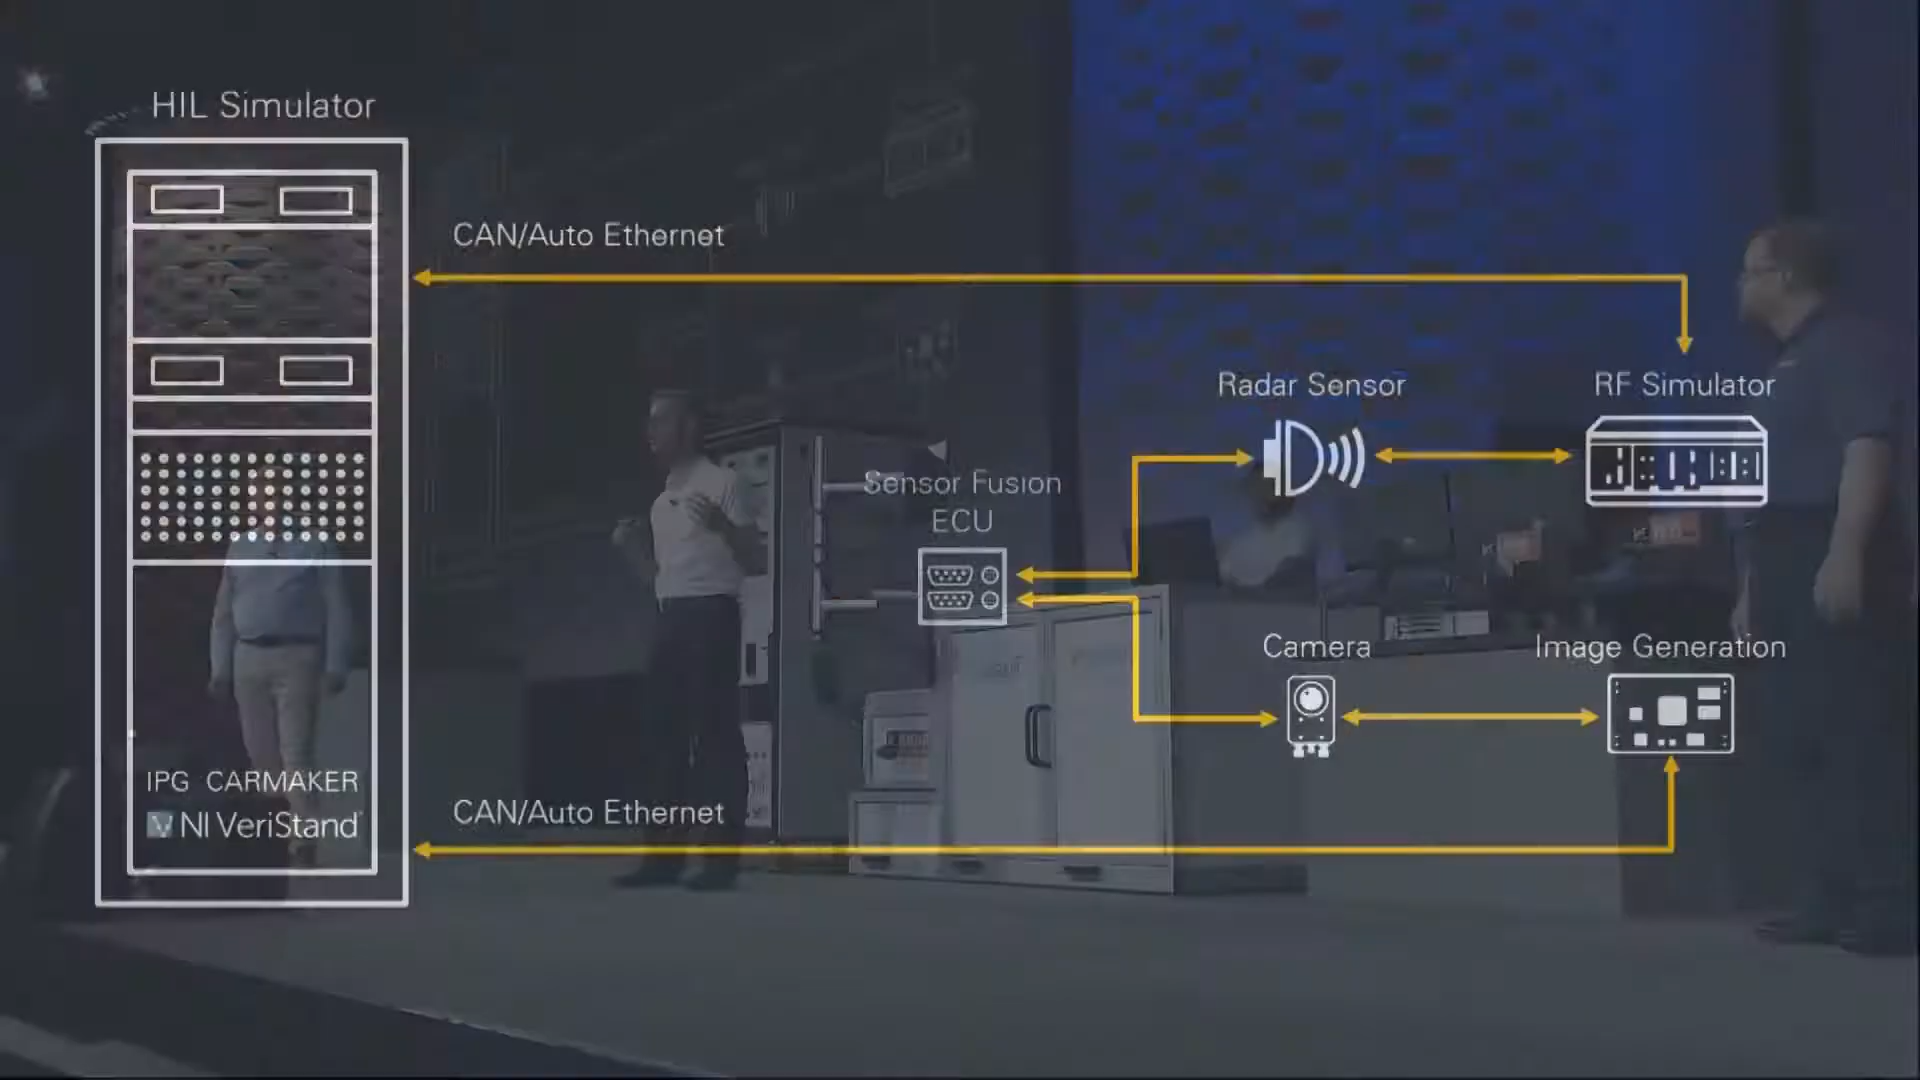 HIL Simulator
CAN/Auto Ethernet
Radar Sensor
RF Simulator
Sensor Fusion
ECU
Camera
Image Generation
IPG CARMAKER
NI VeriStand
CAN/Auto Ethernet